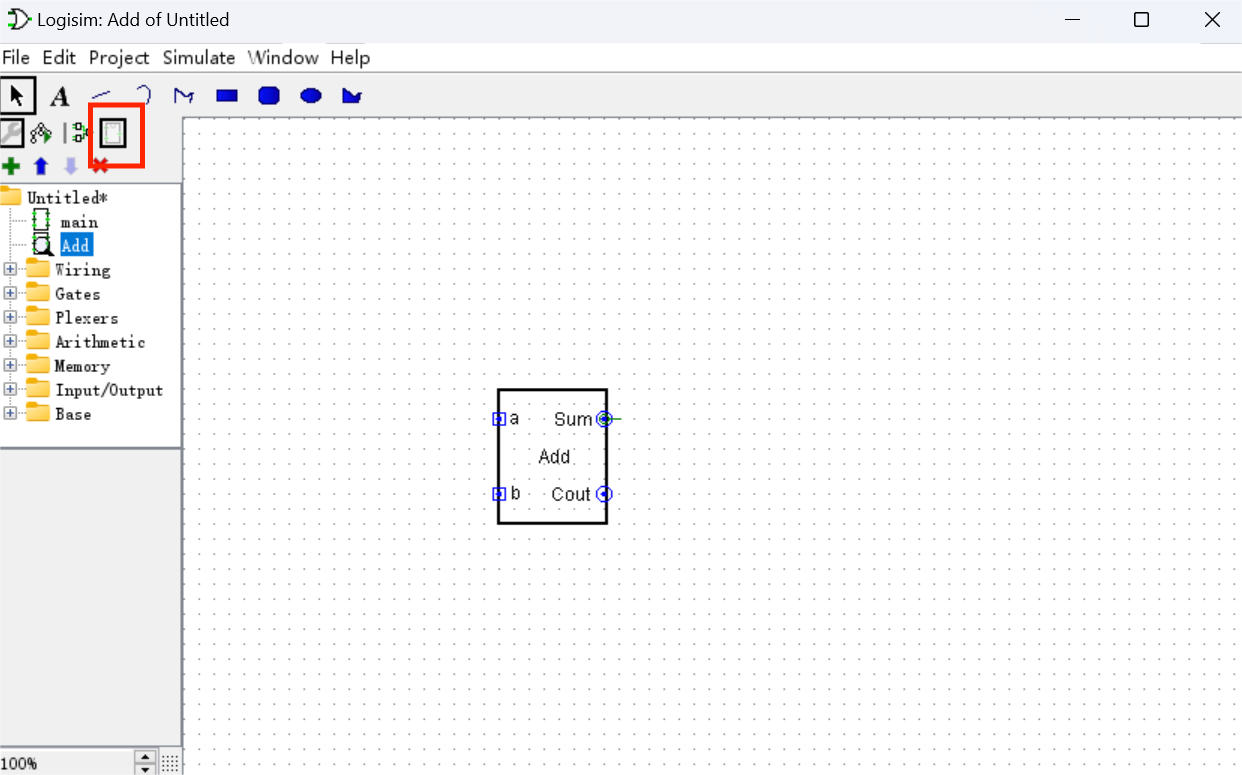 Logisim: Add of Untitled
File Edit Project Simulate Window Help
A
Untitled*
main
Add
Wiring
Gates
Plexers
Arithmetic
Memory
Input/Output
Base
a Sum
Add
b Cout
100%